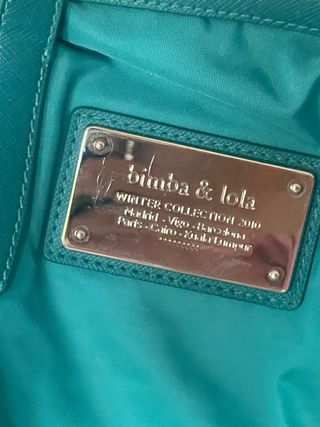 bimba & lola
WINTER COLLECTION 2010
Madrid - Vigo - Barcelona
Paris - Cairo - Kuala Lumpur